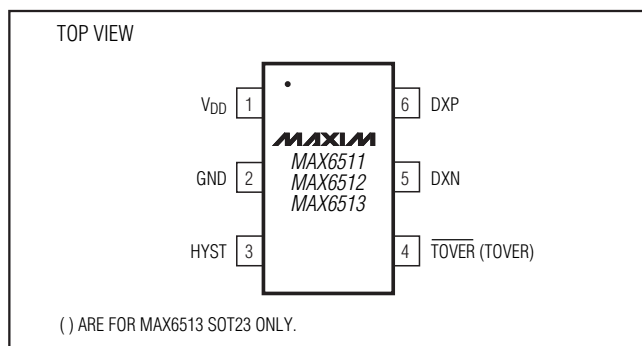 TOP VIEW
VDD 1
6 DXP
MAXIM
MAX6511
MAX6512
MAX6513
GND 2
5 DXN
HYST 3
4 TOVER (TOVER)
( ) ARE FOR MAX6513 SOT23 ONLY.